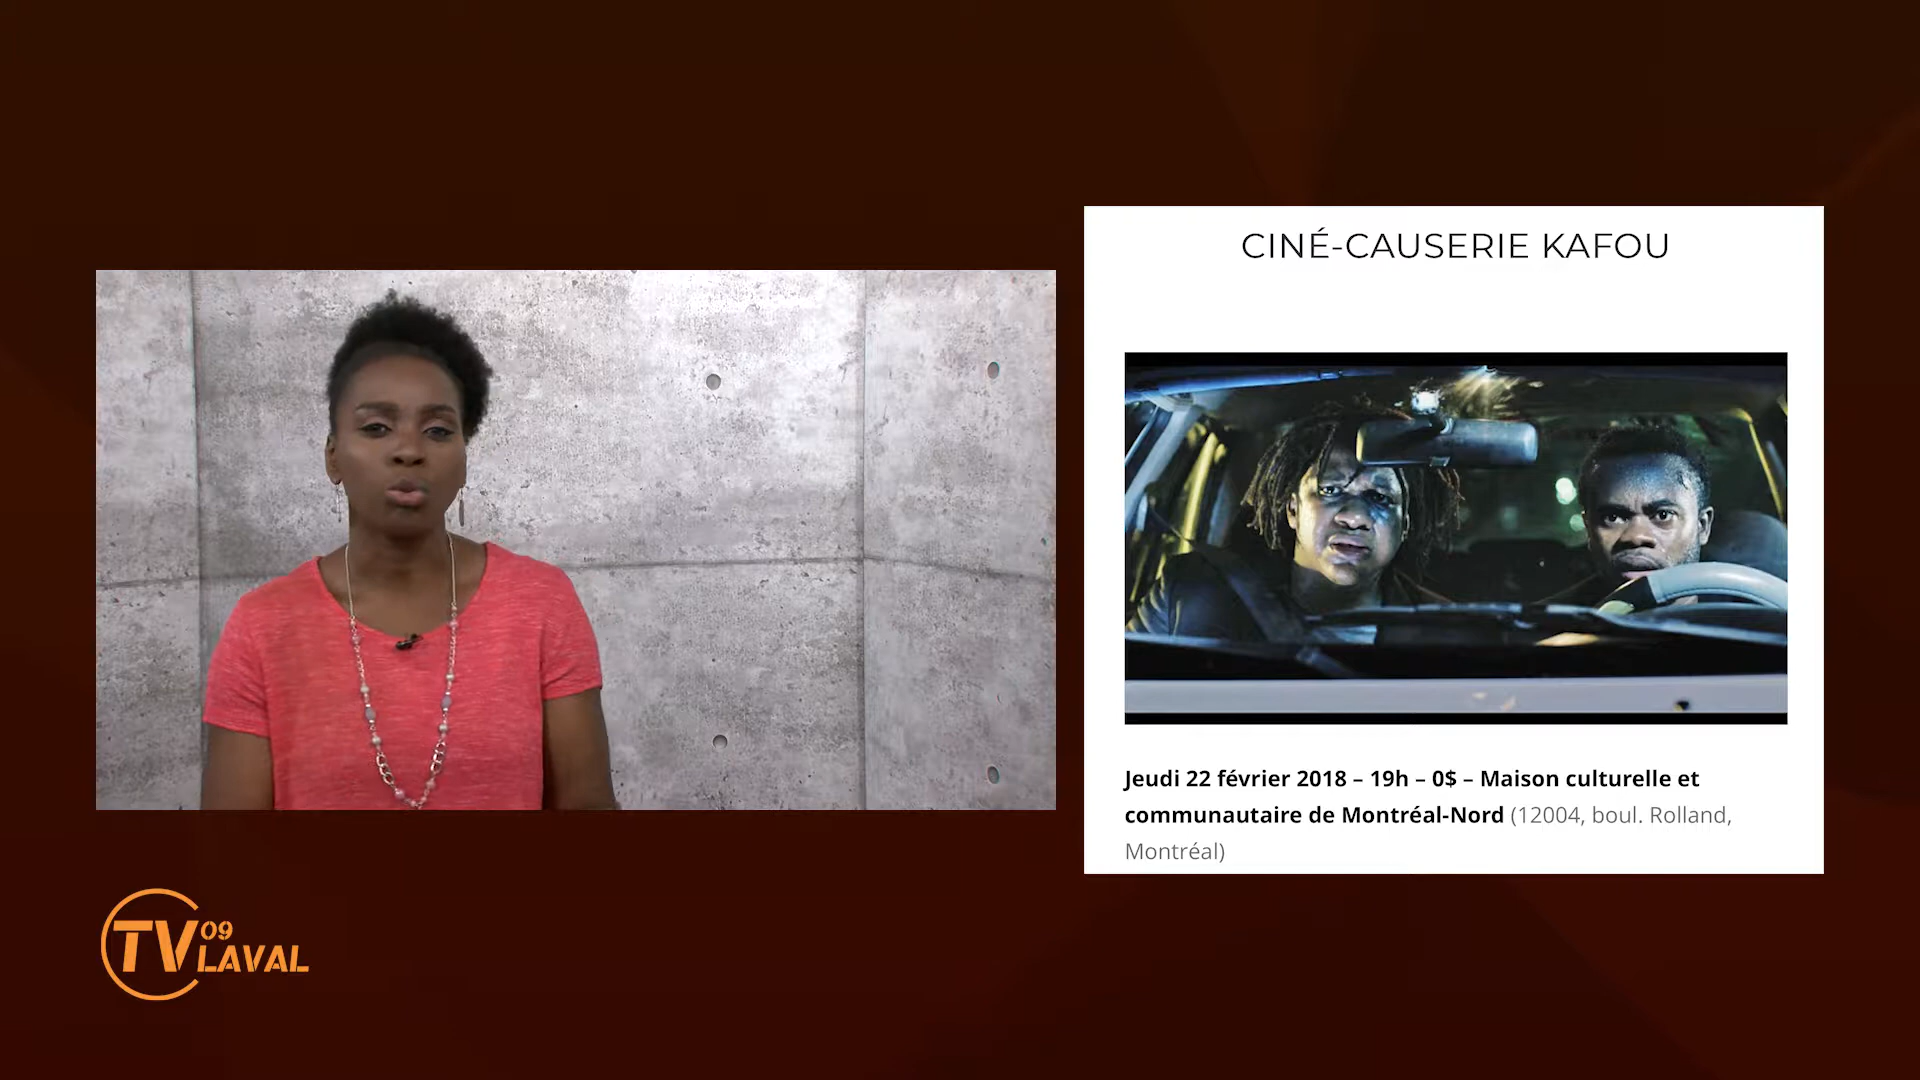 CINÉ-CAUSERIE KAFOU
Jeudi 22 février 2018 – 19h – 0$ – Maison culturelle et
communautaire de Montréal-Nord (12004, boul. Rolland,
Montréal)
TV 09
LAVAL